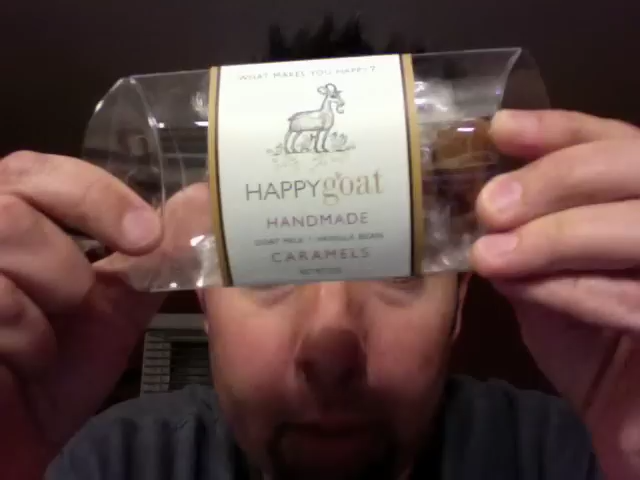 WHAT MAKES YOU HAPPY?
HAPPYgoat
HANDMADE
GOAT MILK VANILLA BEAN
CARAMELS